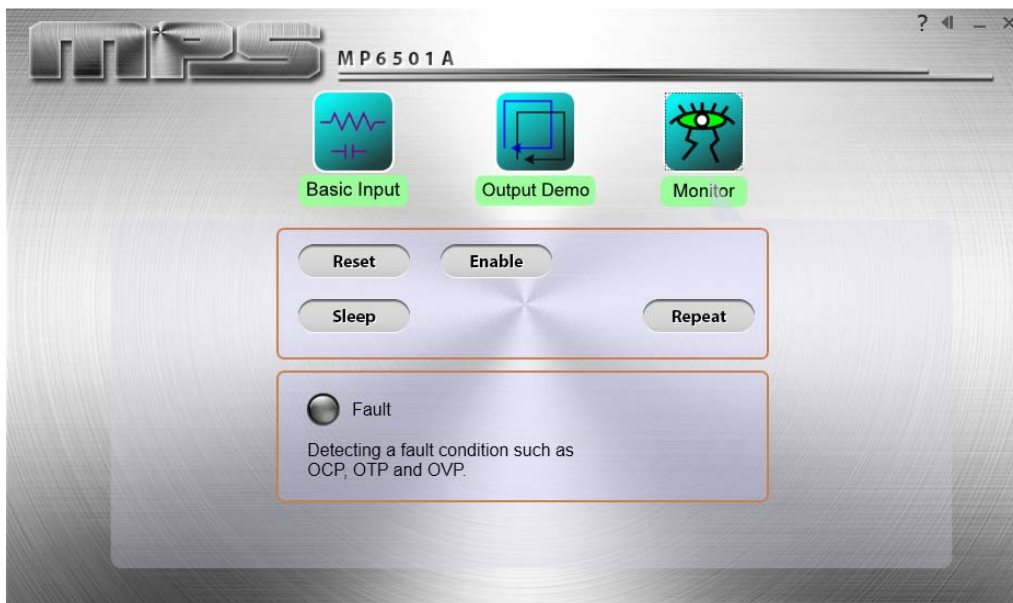 mps
MP6501A
?
Basic Input
Output Demo
Monitor
Reset
Enable
Sleep
Repeat
Fault
Detecting a fault condition such as
OCP, OTP and OVP.